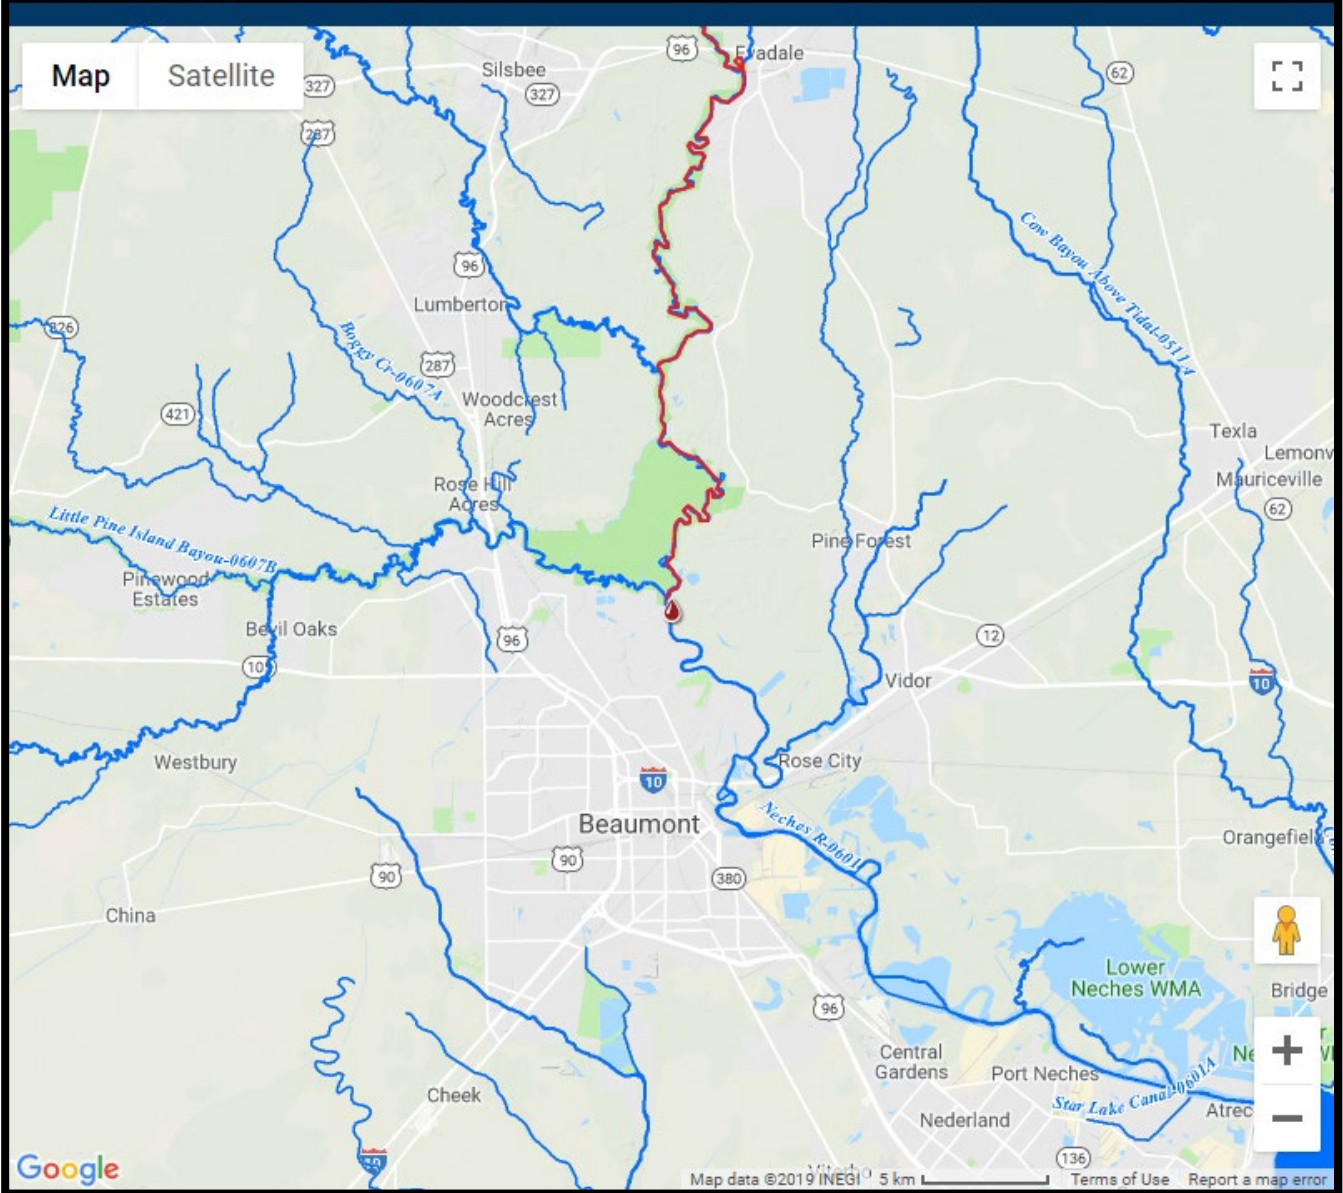 Map
Satellite
96
Evadale
62
Silsbee
327
327
287
Cow Bayou Above Tidal-0511A
96
Lumberton
326
Boggy Cr-0607A
287
Woodcrest
Acres
421
Texla
Lemonv
Mauriceville
62
Rose Hill
Acres
Little Pine Island Bayou-0607B
Pine Forest
Pinewood
Estates
Bevil Oaks
96
12
105
Vidor
10
Westbury
Rose City
10
Beaumont
Neches R-0601
Orangefield
90
90
380
China
Lower
Neches WMA
Bridge
96
Central
Gardens
Port Neches
Ne
Star Lake Canal-0601A
Cheek
Nederland
Atrec
136
10
Google
Map data ©2019 INEGI
5 km
Terms of Use
Report a map error